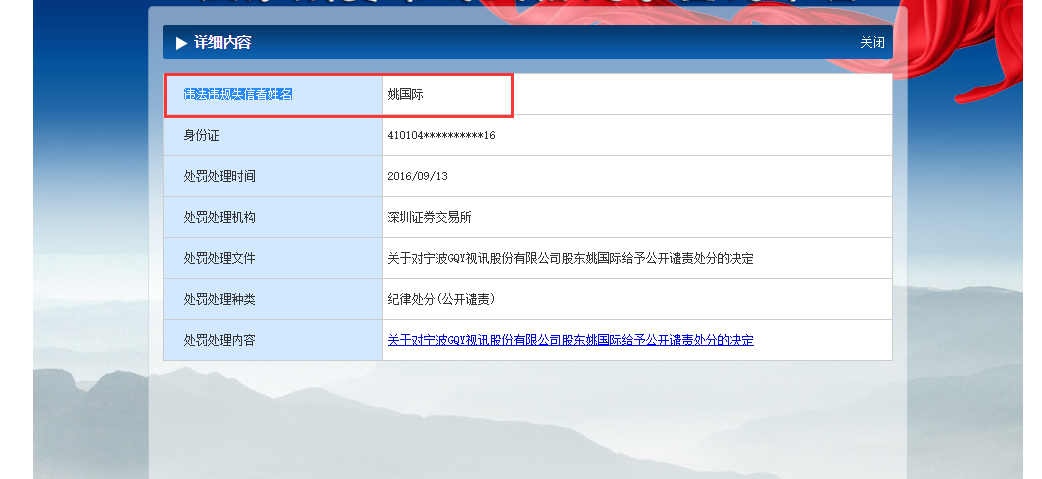 详细内容 关闭
违法违规失信者姓名 姚国际
身份证 410104**********16
处罚处理时间 2016/09/13
处罚处理机构 深圳证券交易所
处罚处理文件 关于对宁波GQY视讯股份有限公司股东姚国际给予公开谴责处分的决定
处罚处理种类 纪律处分(公开谴责)
处罚处理内容 关于对宁波GQY视讯股份有限公司股东姚国际给予公开谴责处分的决定